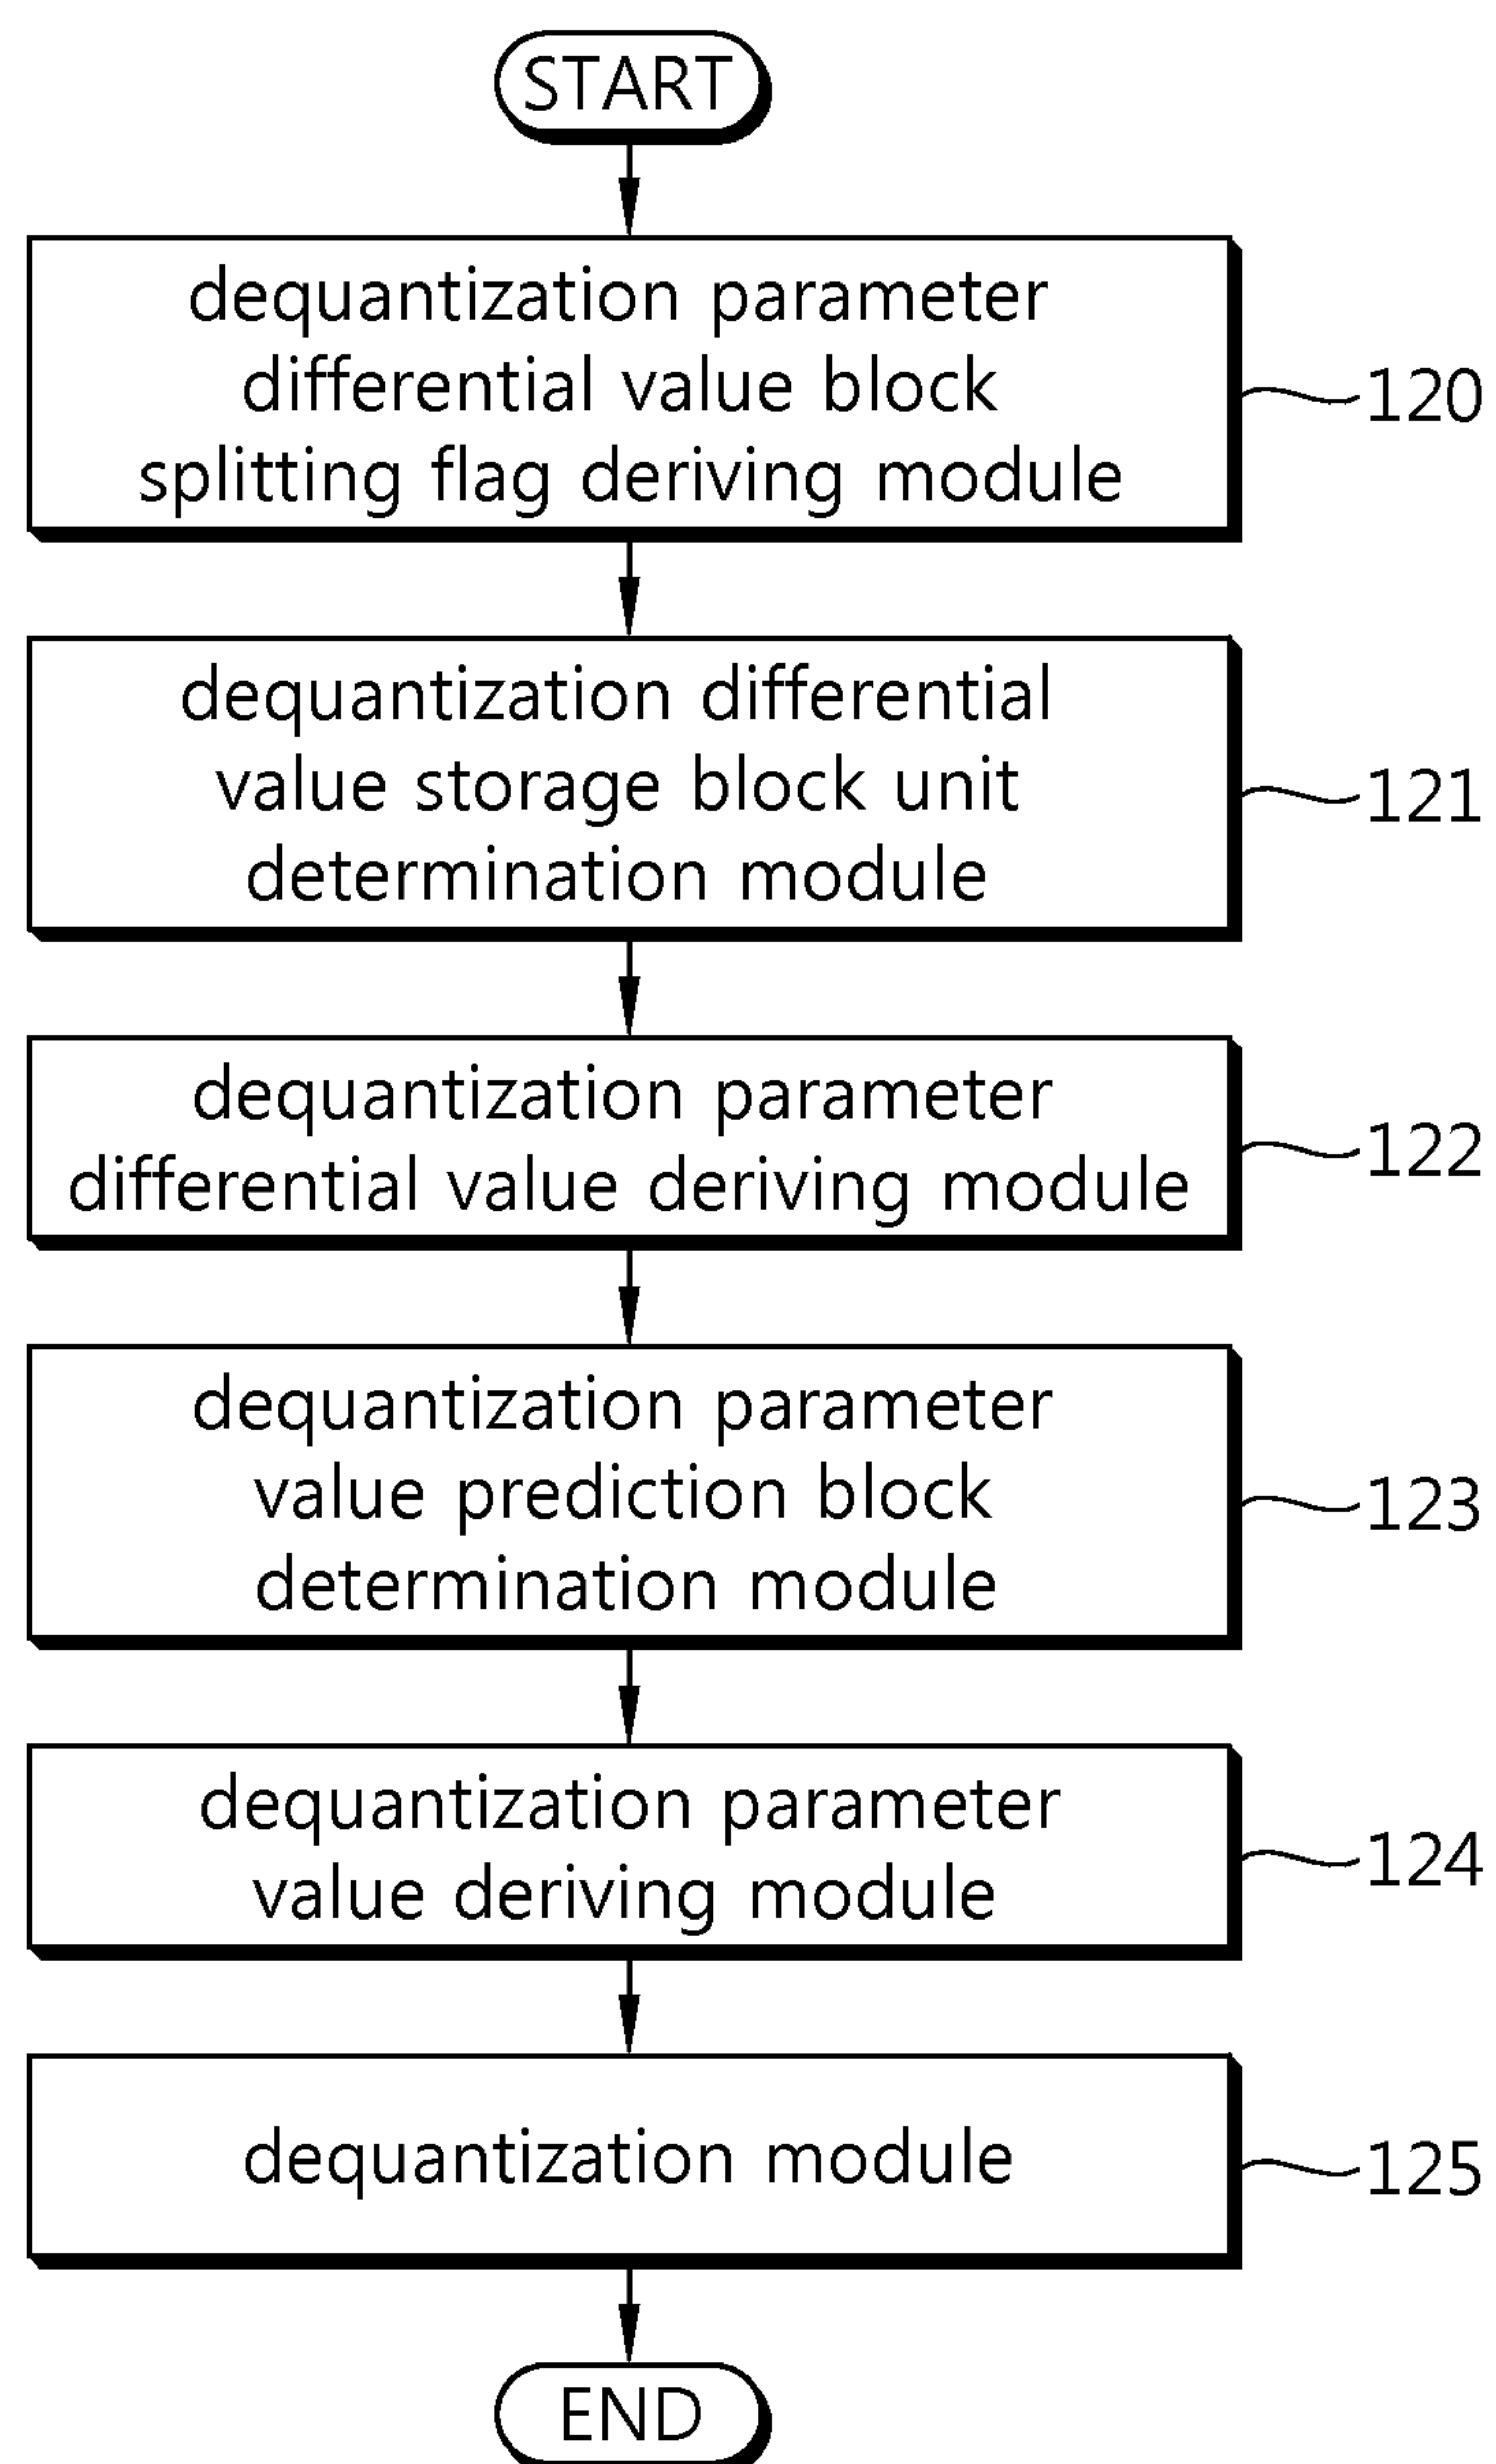 START
dequantization parameter
differential value block
splitting flag deriving module
120
dequantization differential
value storage block unit
determination module
121
dequantization parameter
differential value deriving module
122
dequantization parameter
value prediction block
determination module
123
dequantization parameter
value deriving module
124
dequantization module
125
END